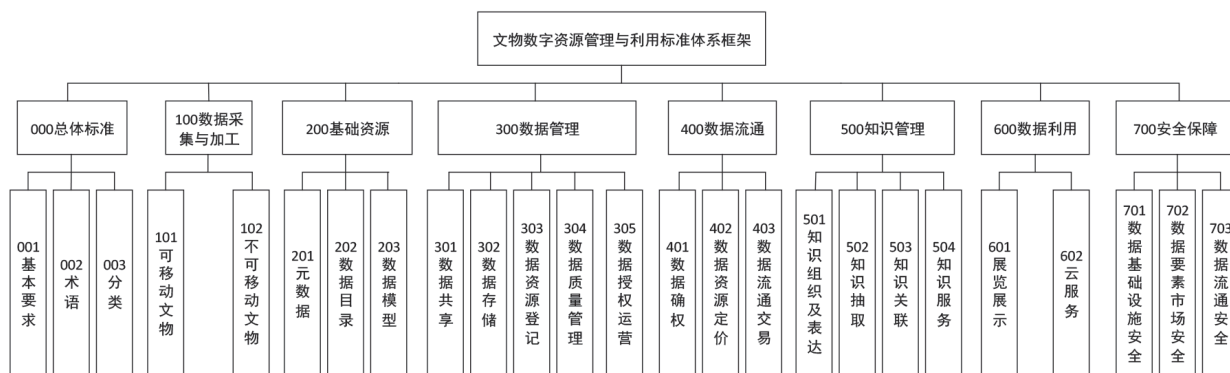 文物数字资源管理与利用标准体系框架
000总体标准
100数据采
集与加工
200基础资源
300数据管理
400数据流通
500知识管理
600数据利用
700安全保障
001基本要求
002术语
003分类
101可移动文物
102不可移动文物
201元数据
202数据目录
203数据模型
301数据共享
302数据存储
303数据资源登记
304数据质量管理
305数据授权运营
401数据确权
402数据资源定价
403数据流通交易
501知识组织及表达
502知识抽取
503知识关联
504知识服务
601展览展示
602云服务
701数据基础设施安全
702数据要素市场安全
703数据流通安全